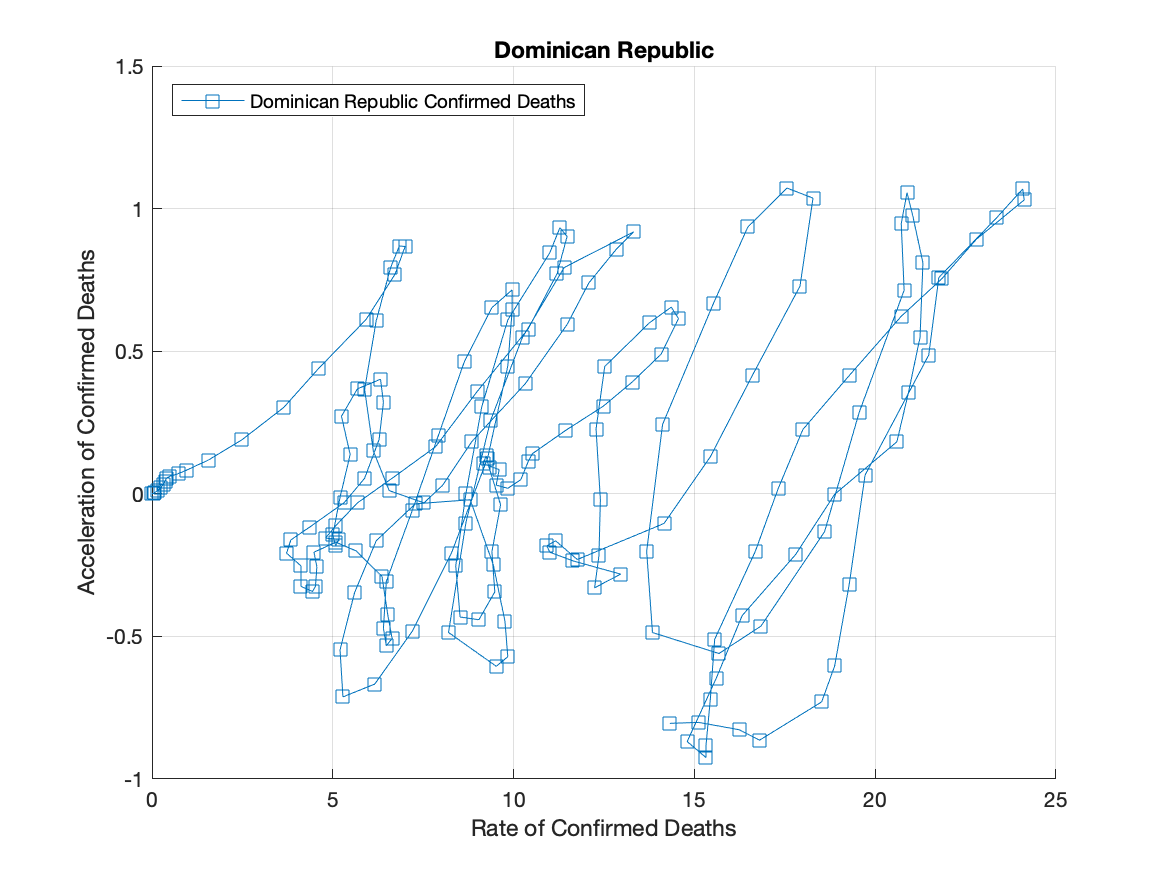 Dominican Republic
1.5
Dominican Republic Confirmed Deaths
1
0.5
0
-0.5
-1
Acceleration of Confirmed Deaths
0 5 10 15 20 25
Rate of Confirmed Deaths